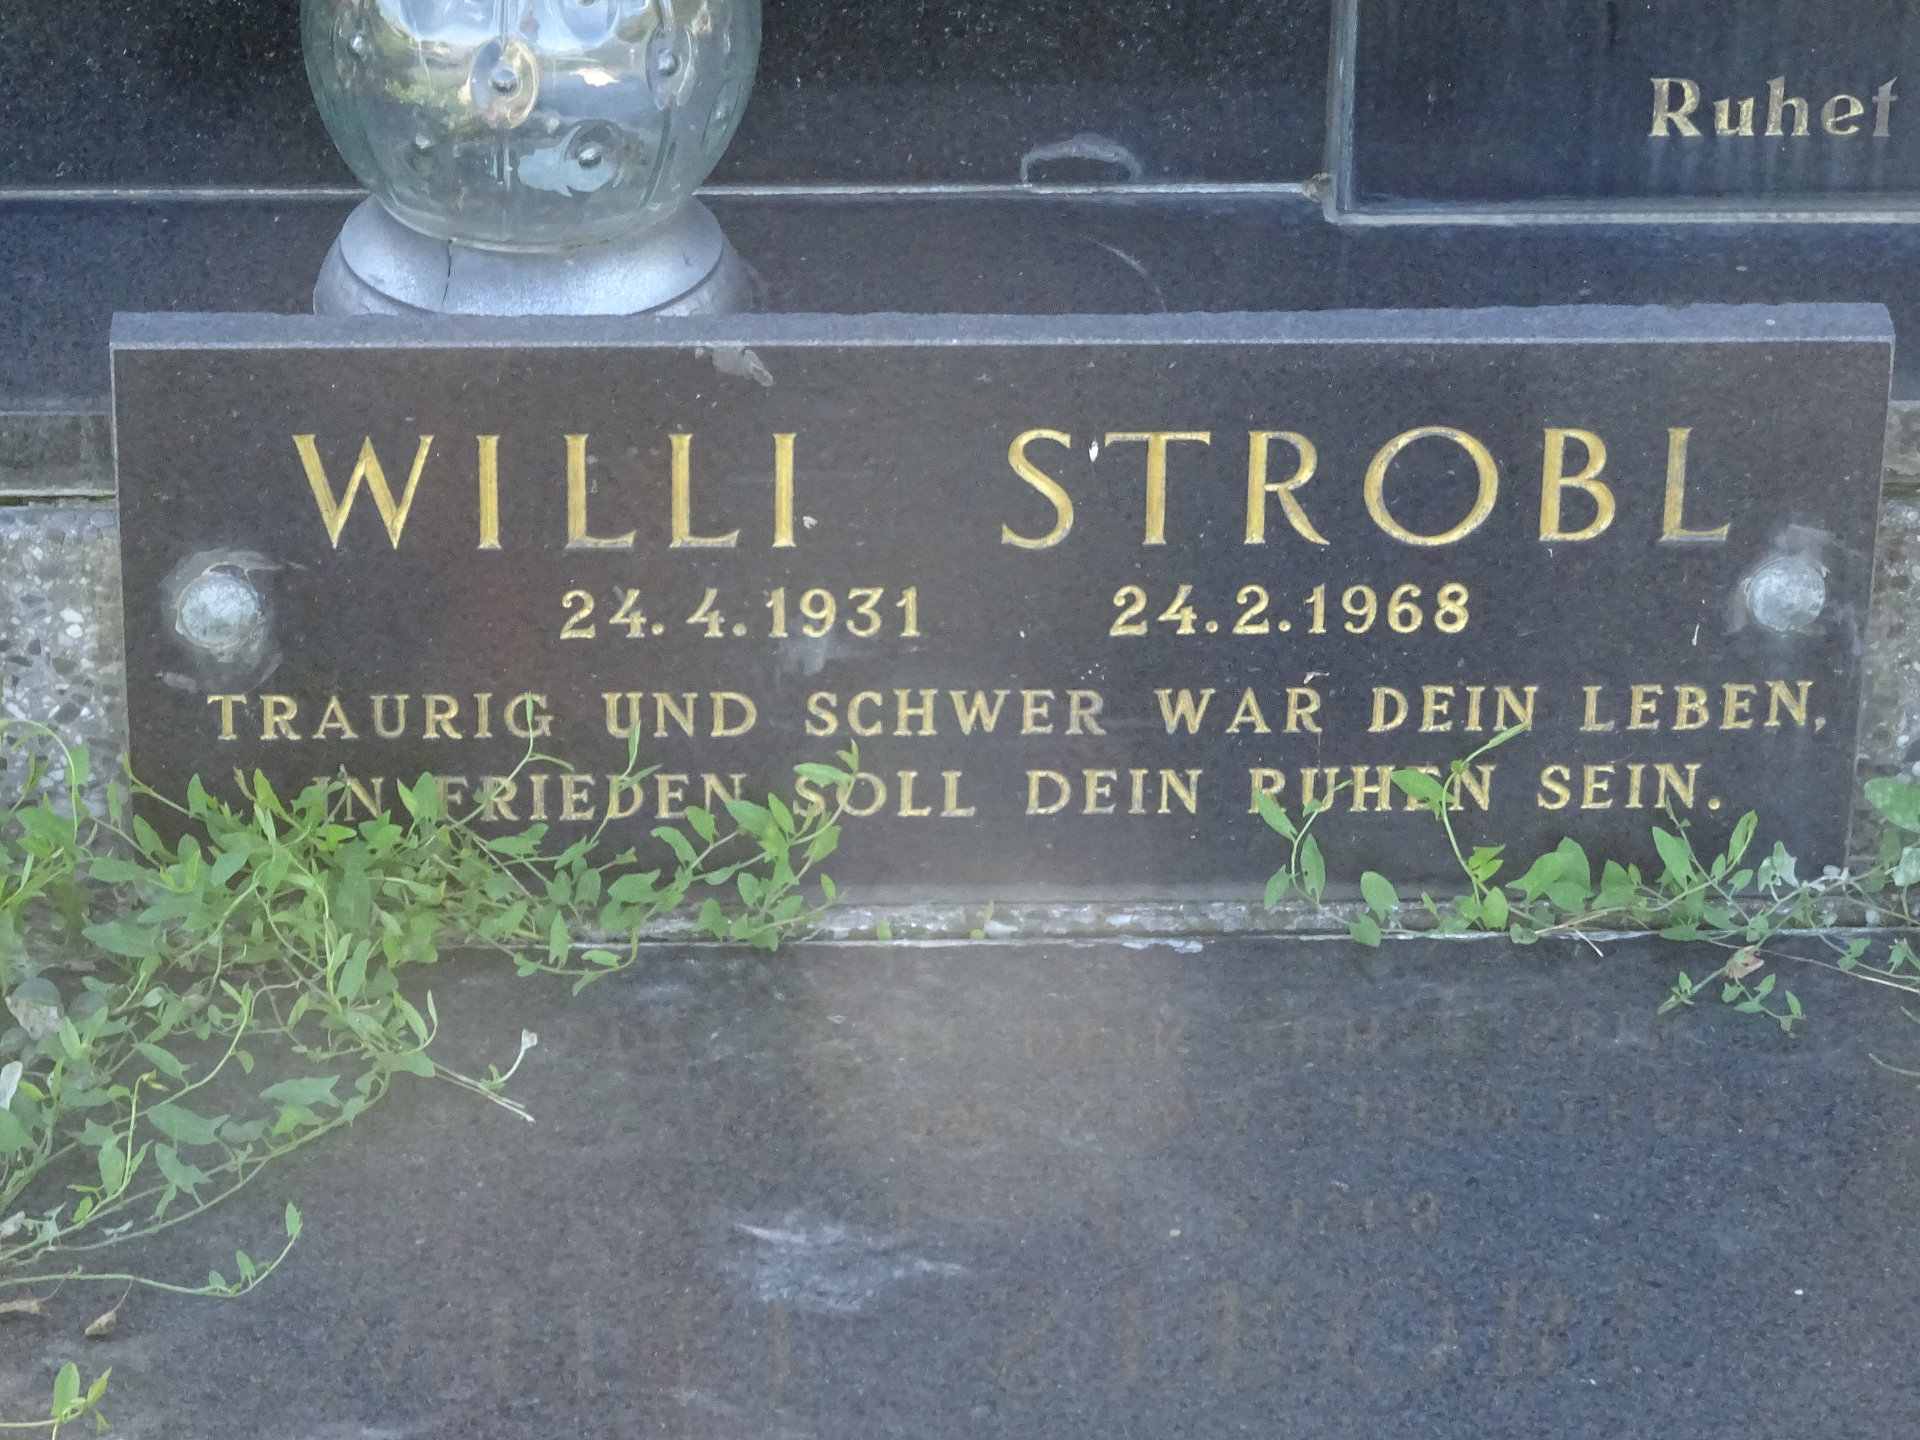 Ruhet
WILLI STROBL
24.4.1931 24.2.1968
TRAURIG UND SCHWER WAR DEIN LEBEN,
IN FRIEDEN SOLL DEIN RUHEN SEIN.